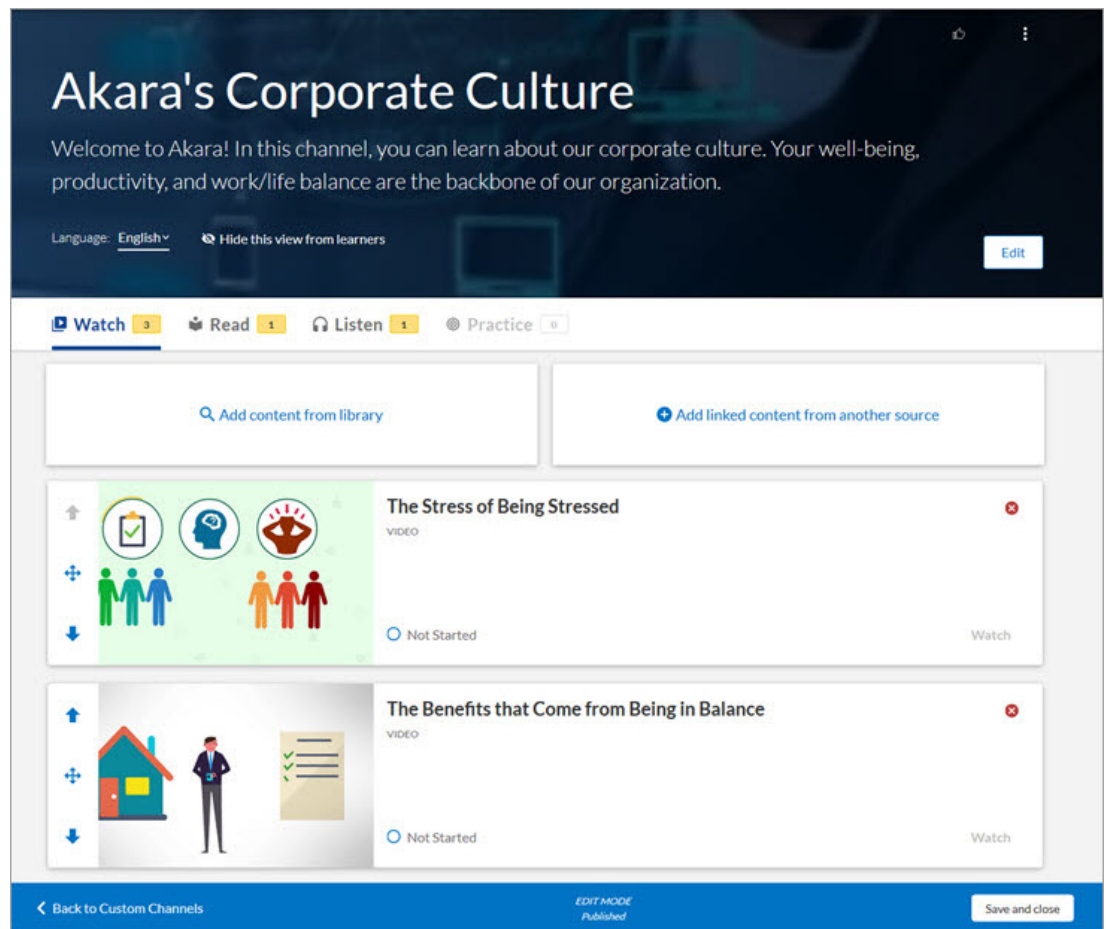 Akara's Corporate Culture
Welcome to Akara! In this channel, you can learn about our corporate culture. Your well-being,
productivity, and work/life balance are the backbone of our organization.
Language: English
Hide this view from learners
Edit
Watch 3
Read 1
Listen 1
Practice 0
Add content from library
Add linked content from another source
The Stress of Being Stressed
VIDEO
Not Started
Watch
The Benefits that Come from Being in Balance
VIDEO
Not Started
Watch
Back to Custom Channels
EDIT MODE
Published
Save and close